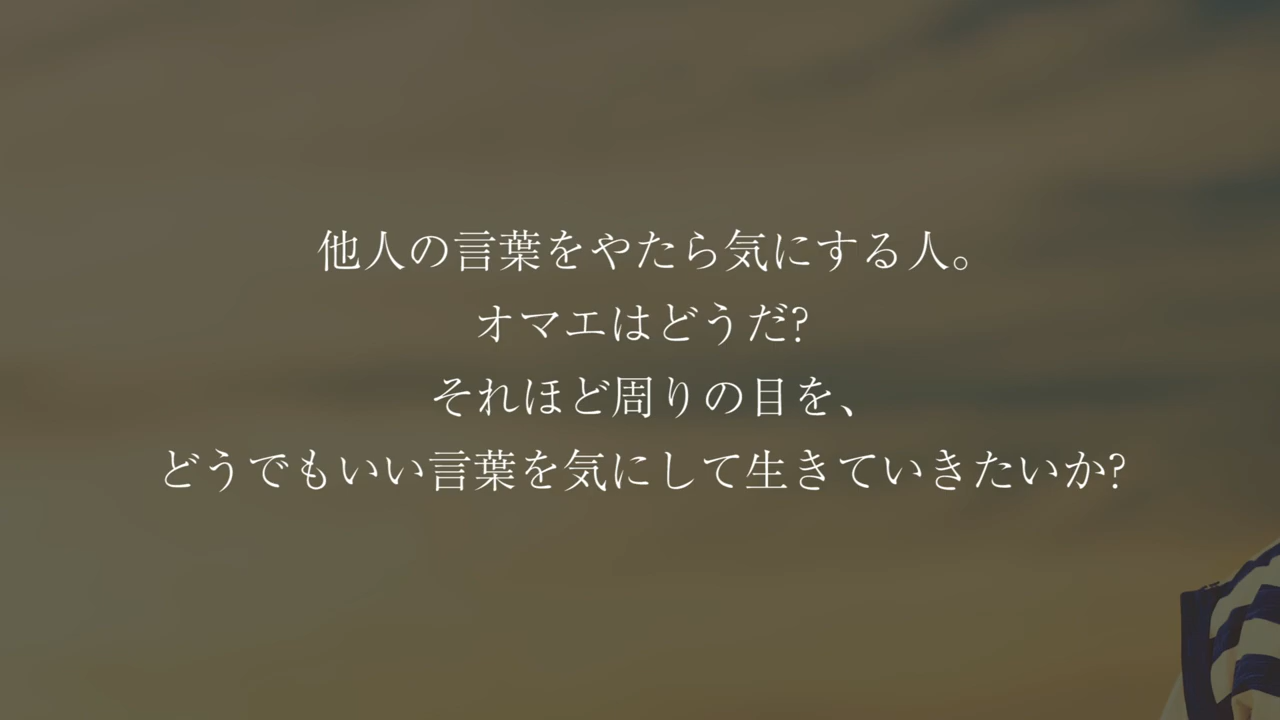 他人の言葉をやたら気にする人。
オマエはどうだ?
それほど周りの目を、
どうでもいい言葉を気にして生きていきたいか?